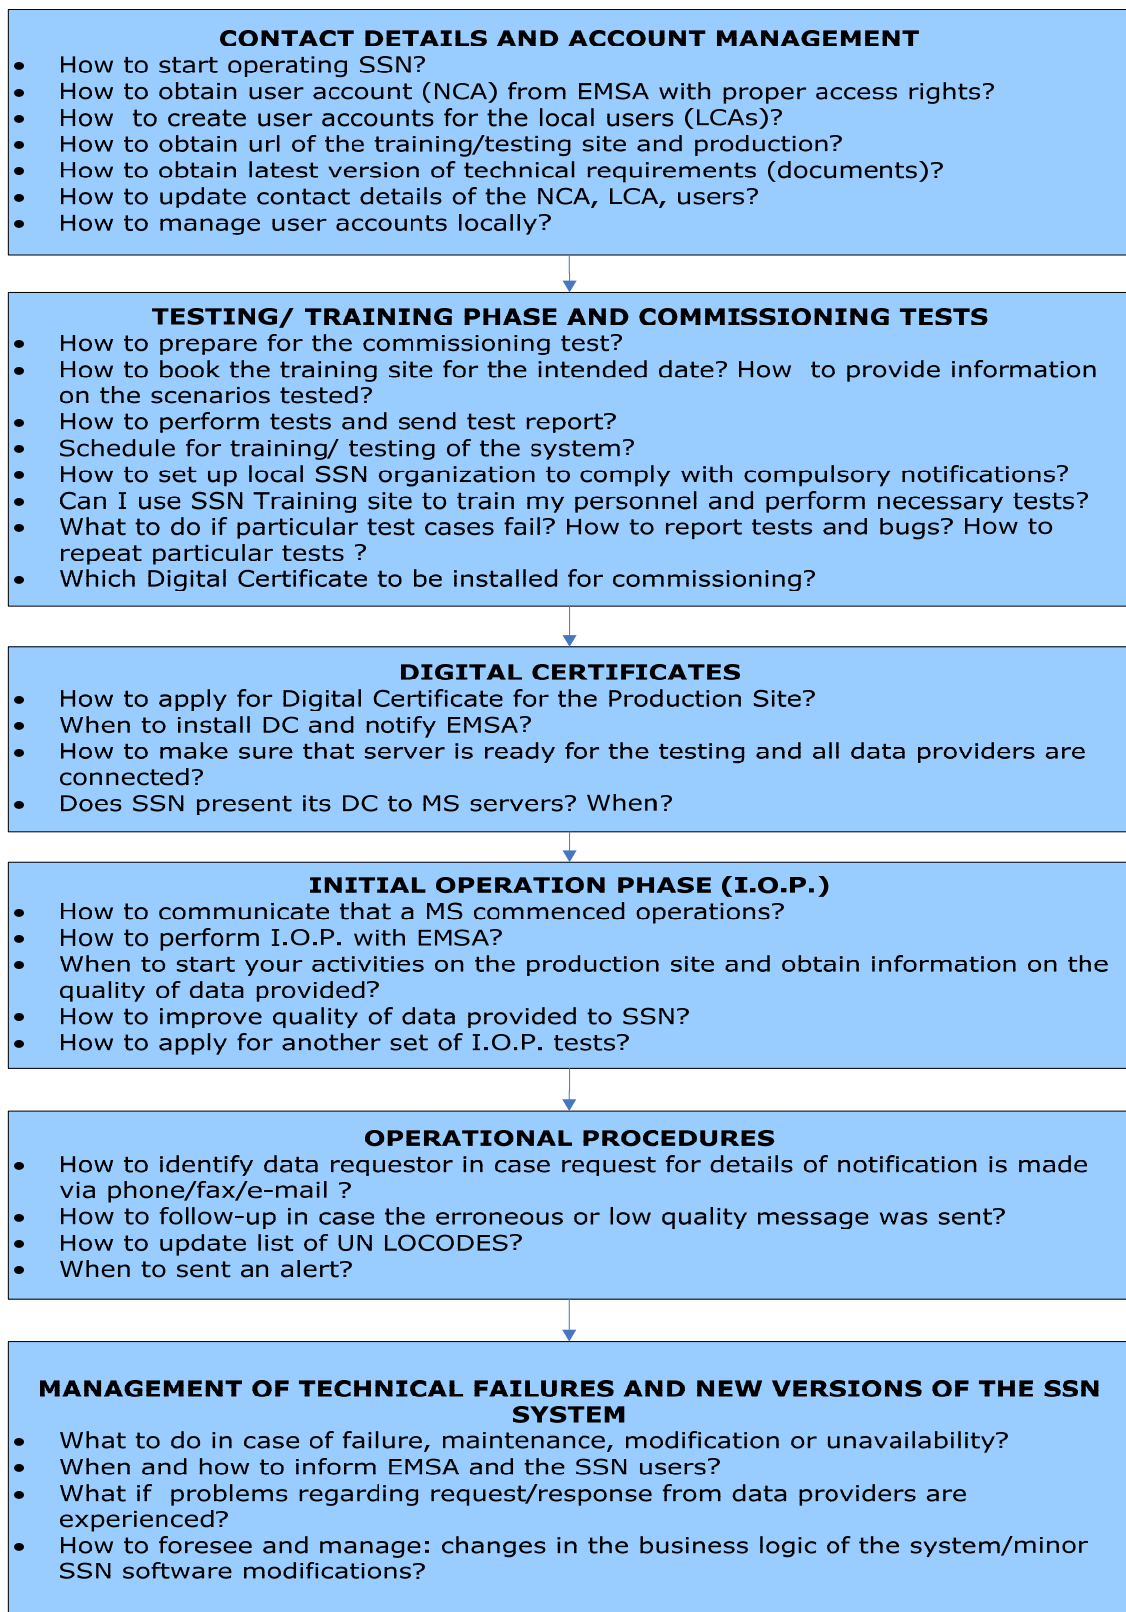 CONTACT DETAILS AND ACCOUNT MANAGEMENT
• How to start operating SSN?
• How to obtain user account (NCA) from EMSA with proper access rights?
• How to create user accounts for the local users (LCAs)?
• How to obtain url of the training/testing site and production?
• How to obtain latest version of technical requirements (documents)?
• How to update contact details of the NCA, LCA, users?
• How to manage user accounts locally?
TESTING/ TRAINING PHASE AND COMMISSIONING TESTS
• How to prepare for the commissioning test?
• How to book the training site for the intended date? How to provide information
on the scenarios tested?
• How to perform tests and send test report?
• Schedule for training/ testing of the system?
• How to set up local SSN organization to comply with compulsory notifications?
• Can I use SSN Training site to train my personnel and perform necessary tests?
• What to do if particular test cases fail? How to report tests and bugs? How to
repeat particular tests ?
• Which Digital Certificate to be installed for commissioning?
DIGITAL CERTIFICATES
• How to apply for Digital Certificate for the Production Site?
• When to install DC and notify EMSA?
• How to make sure that server is ready for the testing and all data providers are
connected?
• Does SSN present its DC to MS servers? When?
INITIAL OPERATION PHASE (I.O.P.)
• How to communicate that a MS commenced operations?
• How to perform I.O.P. with EMSA?
• When to start your activities on the production site and obtain information on the
quality of data provided?
• How to improve quality of data provided to SSN?
• How to apply for another set of I.O.P. tests?
OPERATIONAL PROCEDURES
• How to identify data requestor in case request for details of notification is made
via phone/fax/e-mail ?
• How to follow-up in case the erroneous or low quality message was sent?
• How to update list of UN LOCODES?
• When to sent an alert?
MANAGEMENT OF TECHNICAL FAILURES AND NEW VERSIONS OF THE SSN
SYSTEM
• What to do in case of failure, maintenance, modification or unavailability?
• When and how to inform EMSA and the SSN users?
• What if problems regarding request/response from data providers are
experienced?
• How to foresee and manage: changes in the business logic of the system/minor
SSN software modifications?